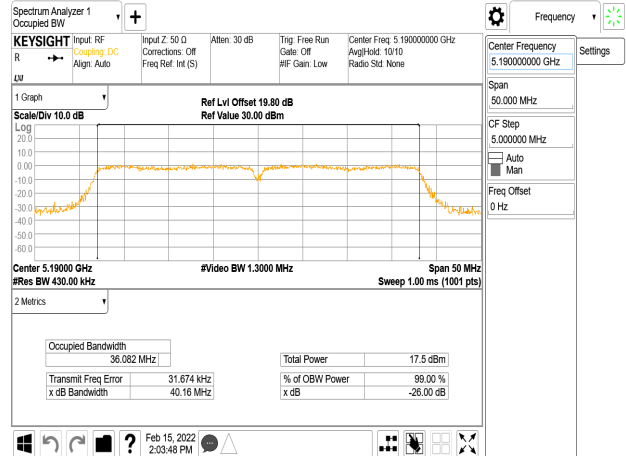 Spectrum Analyzer 1
Occupied BW
Frequency
KEYSIGHT
R
Input: RF
Coupling: DC
Align: Auto
Input Z: 50 Ω
Corrections: Off
Freq Ref: Int (S)
Atten: 30 dB
Trig: Free Run
Gate: Off
#IF Gain: Low
Center Freq: 5.190000000 GHz
Avg|Hold: 10/10
Radio Std: None
Center Frequency
5.190000000 GHz
Settings
Span
50.000 MHz
CF Step
5.000000 MHz
Auto
Man
Freq Offset
0 Hz
1 Graph
Scale/Div 10.0 dB
Ref Lvl Offset 19.80 dB
Ref Value 30.00 dBm
Log
20.0
10.0
0.00
-10.0
-20.0
-30.0
-40.0
-50.0
-60.0
Center 5.19000 GHz
#Video BW 1.3000 MHz
Span 50 MHz
#Res BW 430.00 kHz
Sweep 1.00 ms (1001 pts)
2 Metrics
Occupied Bandwidth
36.082 MHz
Total Power 17.5 dBm
Transmit Freq Error 31.674 kHz
% of OBW Power 99.00 %
x dB Bandwidth 40.16 MHz
x dB -26.00 dB
?
Feb 15, 2022
2:03:48 PM